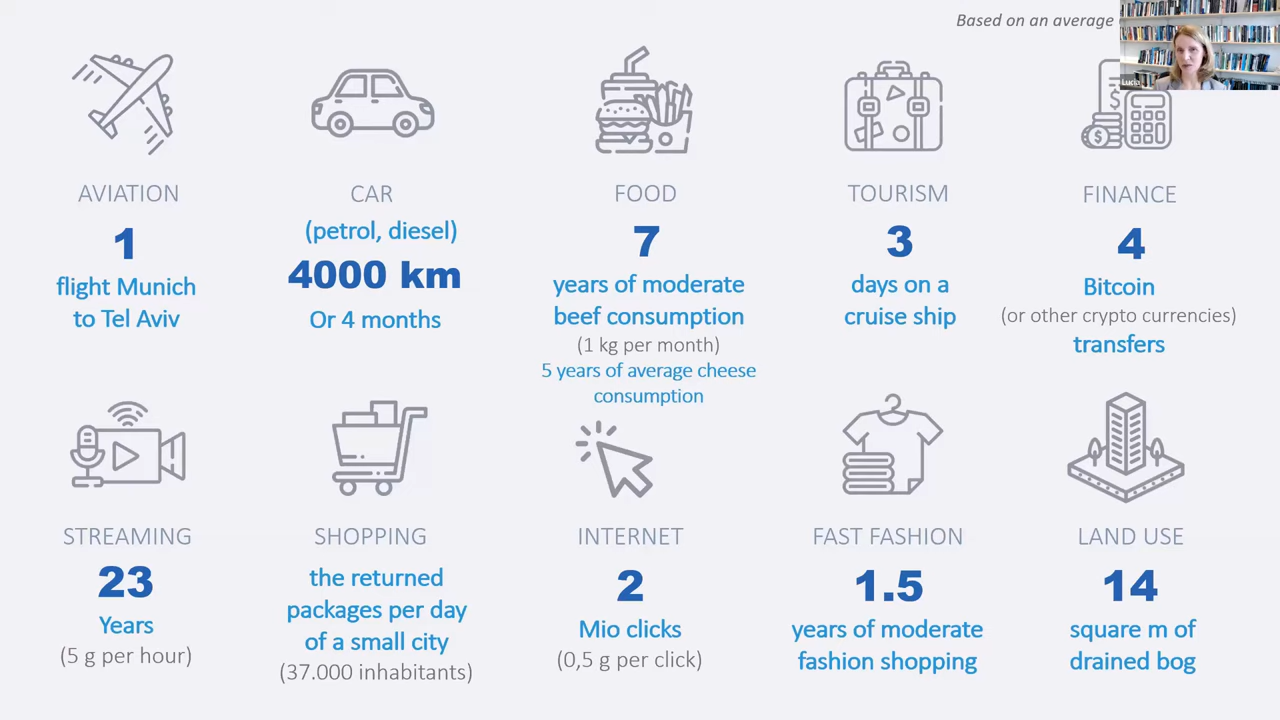 Based on an average
Lucia
AVIATION
1
flight Munich
to Tel Aviv
CAR
(petrol, diesel)
4000 km
Or 4 months
FOOD
7
years of moderate
beef consumption
(1 kg per month)
5 years of average cheese
consumption
TOURISM
3
days on a
cruise ship
FINANCE
4
Bitcoin
(or other crypto currencies)
transfers
STREAMING
23
Years
(5 g per hour)
SHOPPING
the returned
packages per day
of a small city
(37.000 inhabitants)
INTERNET
2
Mio clicks
(0,5 g per click)
FAST FASHION
1.5
years of moderate
fashion shopping
LAND USE
14
square m of
drained bog